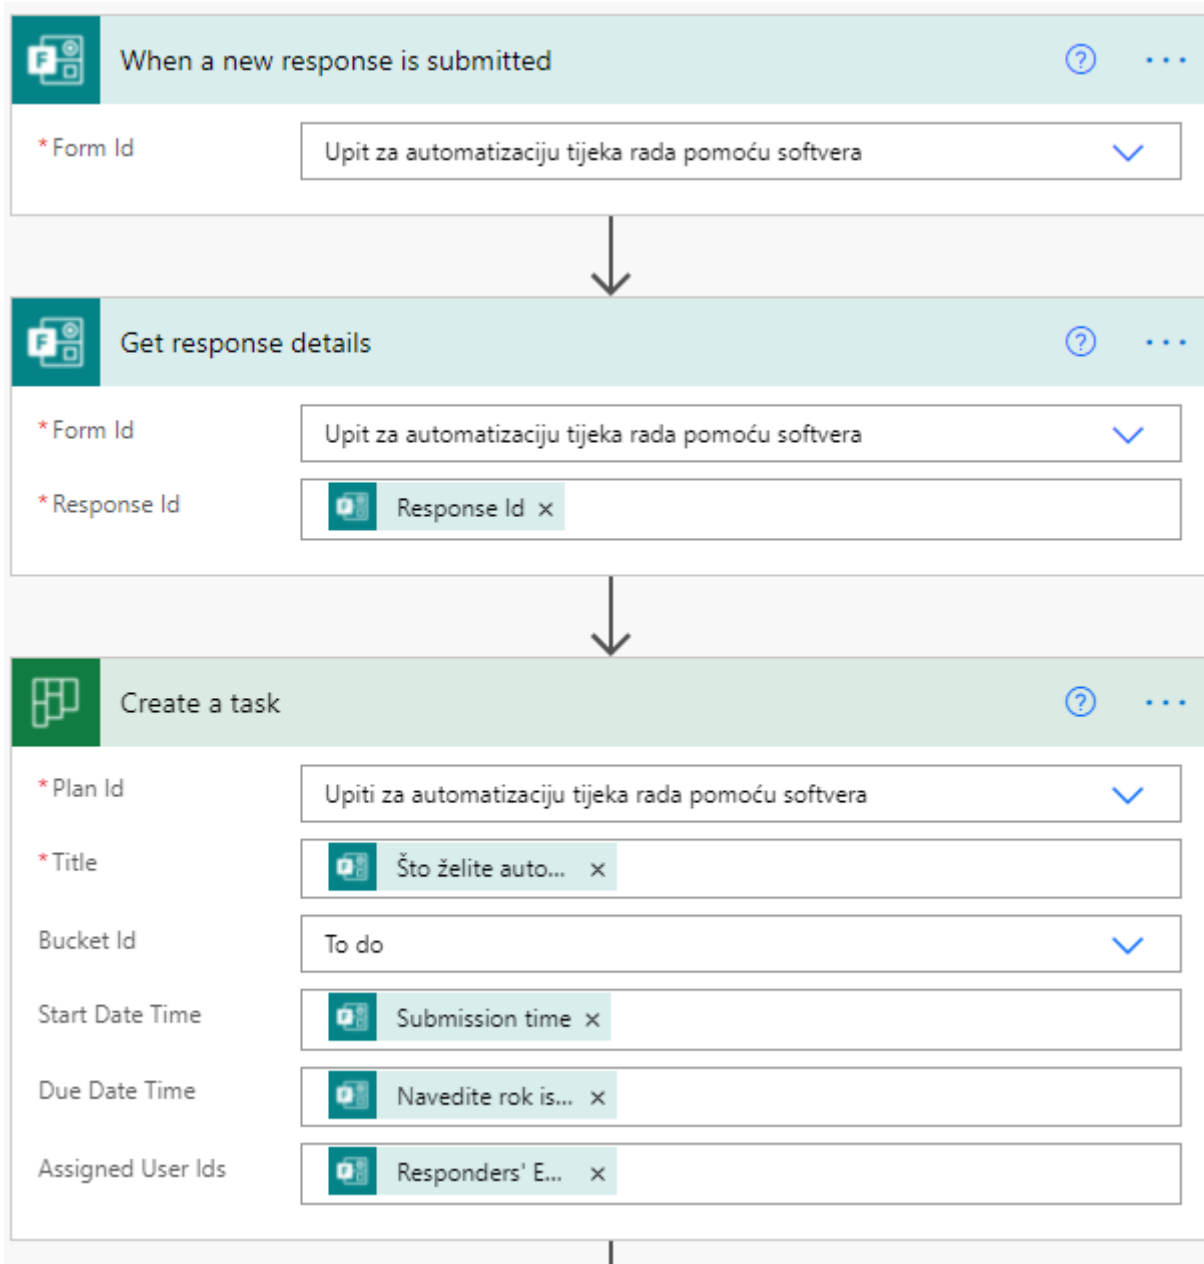 When a new response is submitted
* Form Id
Upit za automatizaciju tijeka rada pomoću softvera
Get response details
* Form Id
Upit za automatizaciju tijeka rada pomoću softvera
* Response Id
Response Id ×
Create a task
* Plan Id
Upiti za automatizaciju tijeka rada pomoću softvera
* Title
Što želite auto... ×
Bucket Id
To do
Start Date Time
Submission time ×
Due Date Time
Navedite rok is... ×
Assigned User Ids
Responders' E... ×